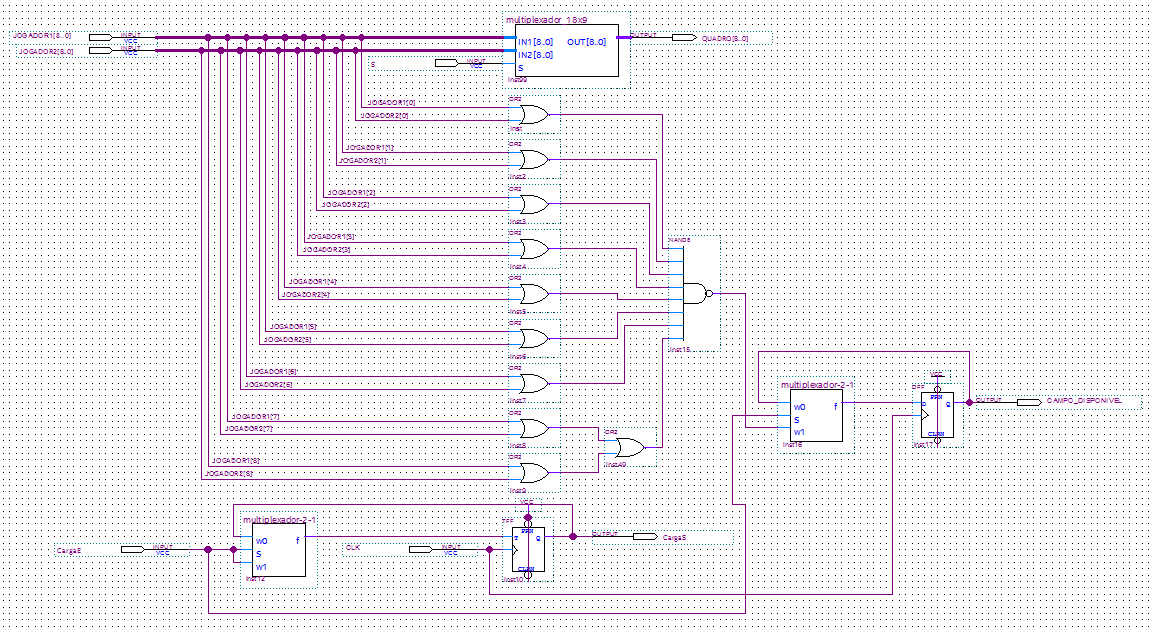 multiplexador_18x9
JOGADOR1[8..0] INPUT VCC
JOGADOR2[8..0] INPUT VCC
IN1[8..0] OUT[8..0]
IN2[8..0]
S
OUTPUT QUADRO[8..0]
S INPUT VCC
inst99
OR2
JOGADOR1[0]
JOGADOR2[0]
inst
OR2
JOGADOR1[1]
JOGADOR2[1]
inst2
OR2
JOGADOR1[2]
JOGADOR2[2]
inst3
OR2
JOGADOR1[3]
JOGADOR2[3]
inst4
NAND8
OR2
JOGADOR1[4]
JOGADOR2[4]
inst5
OR2
JOGADOR1[5]
JOGADOR2[5]
inst6
inst15
OR2
JOGADOR1[6]
JOGADOR2[6]
inst7
OR2
JOGADOR1[7]
JOGADOR2[7]
inst8
OR2
inst49
OR2
JOGADOR1[8]
JOGADOR2[8]
inst9
multiplexador-2-1
w0 f
S
w1
inst16
VCC
DFF
PRN
D Q
CLRN
inst17
OUTPUT CAMPO_DISPONIVEL
multiplexador-2-1
w0 f
S
w1
inst12
CargaE INPUT VCC
CLK INPUT VCC
VCC
PRN
Q
CLRN
inst10
OUTPUT CargaS